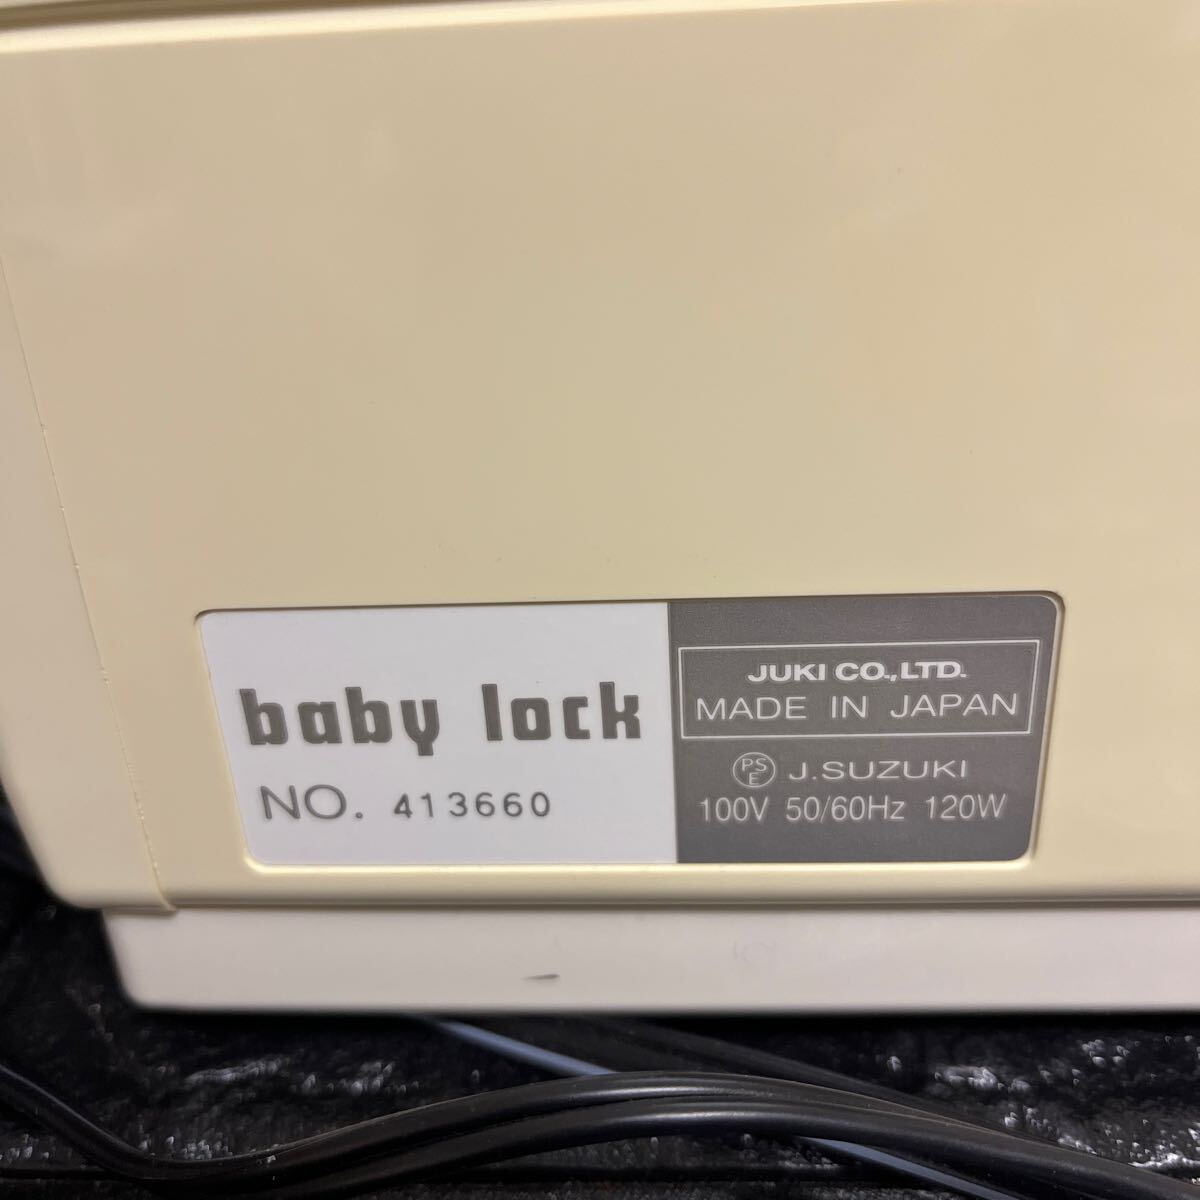 baby lock
NO. 413660
JUKI CO.,LTD.
MADE IN JAPAN
PSE J.SUZUKI
100V 50/60Hz 120W